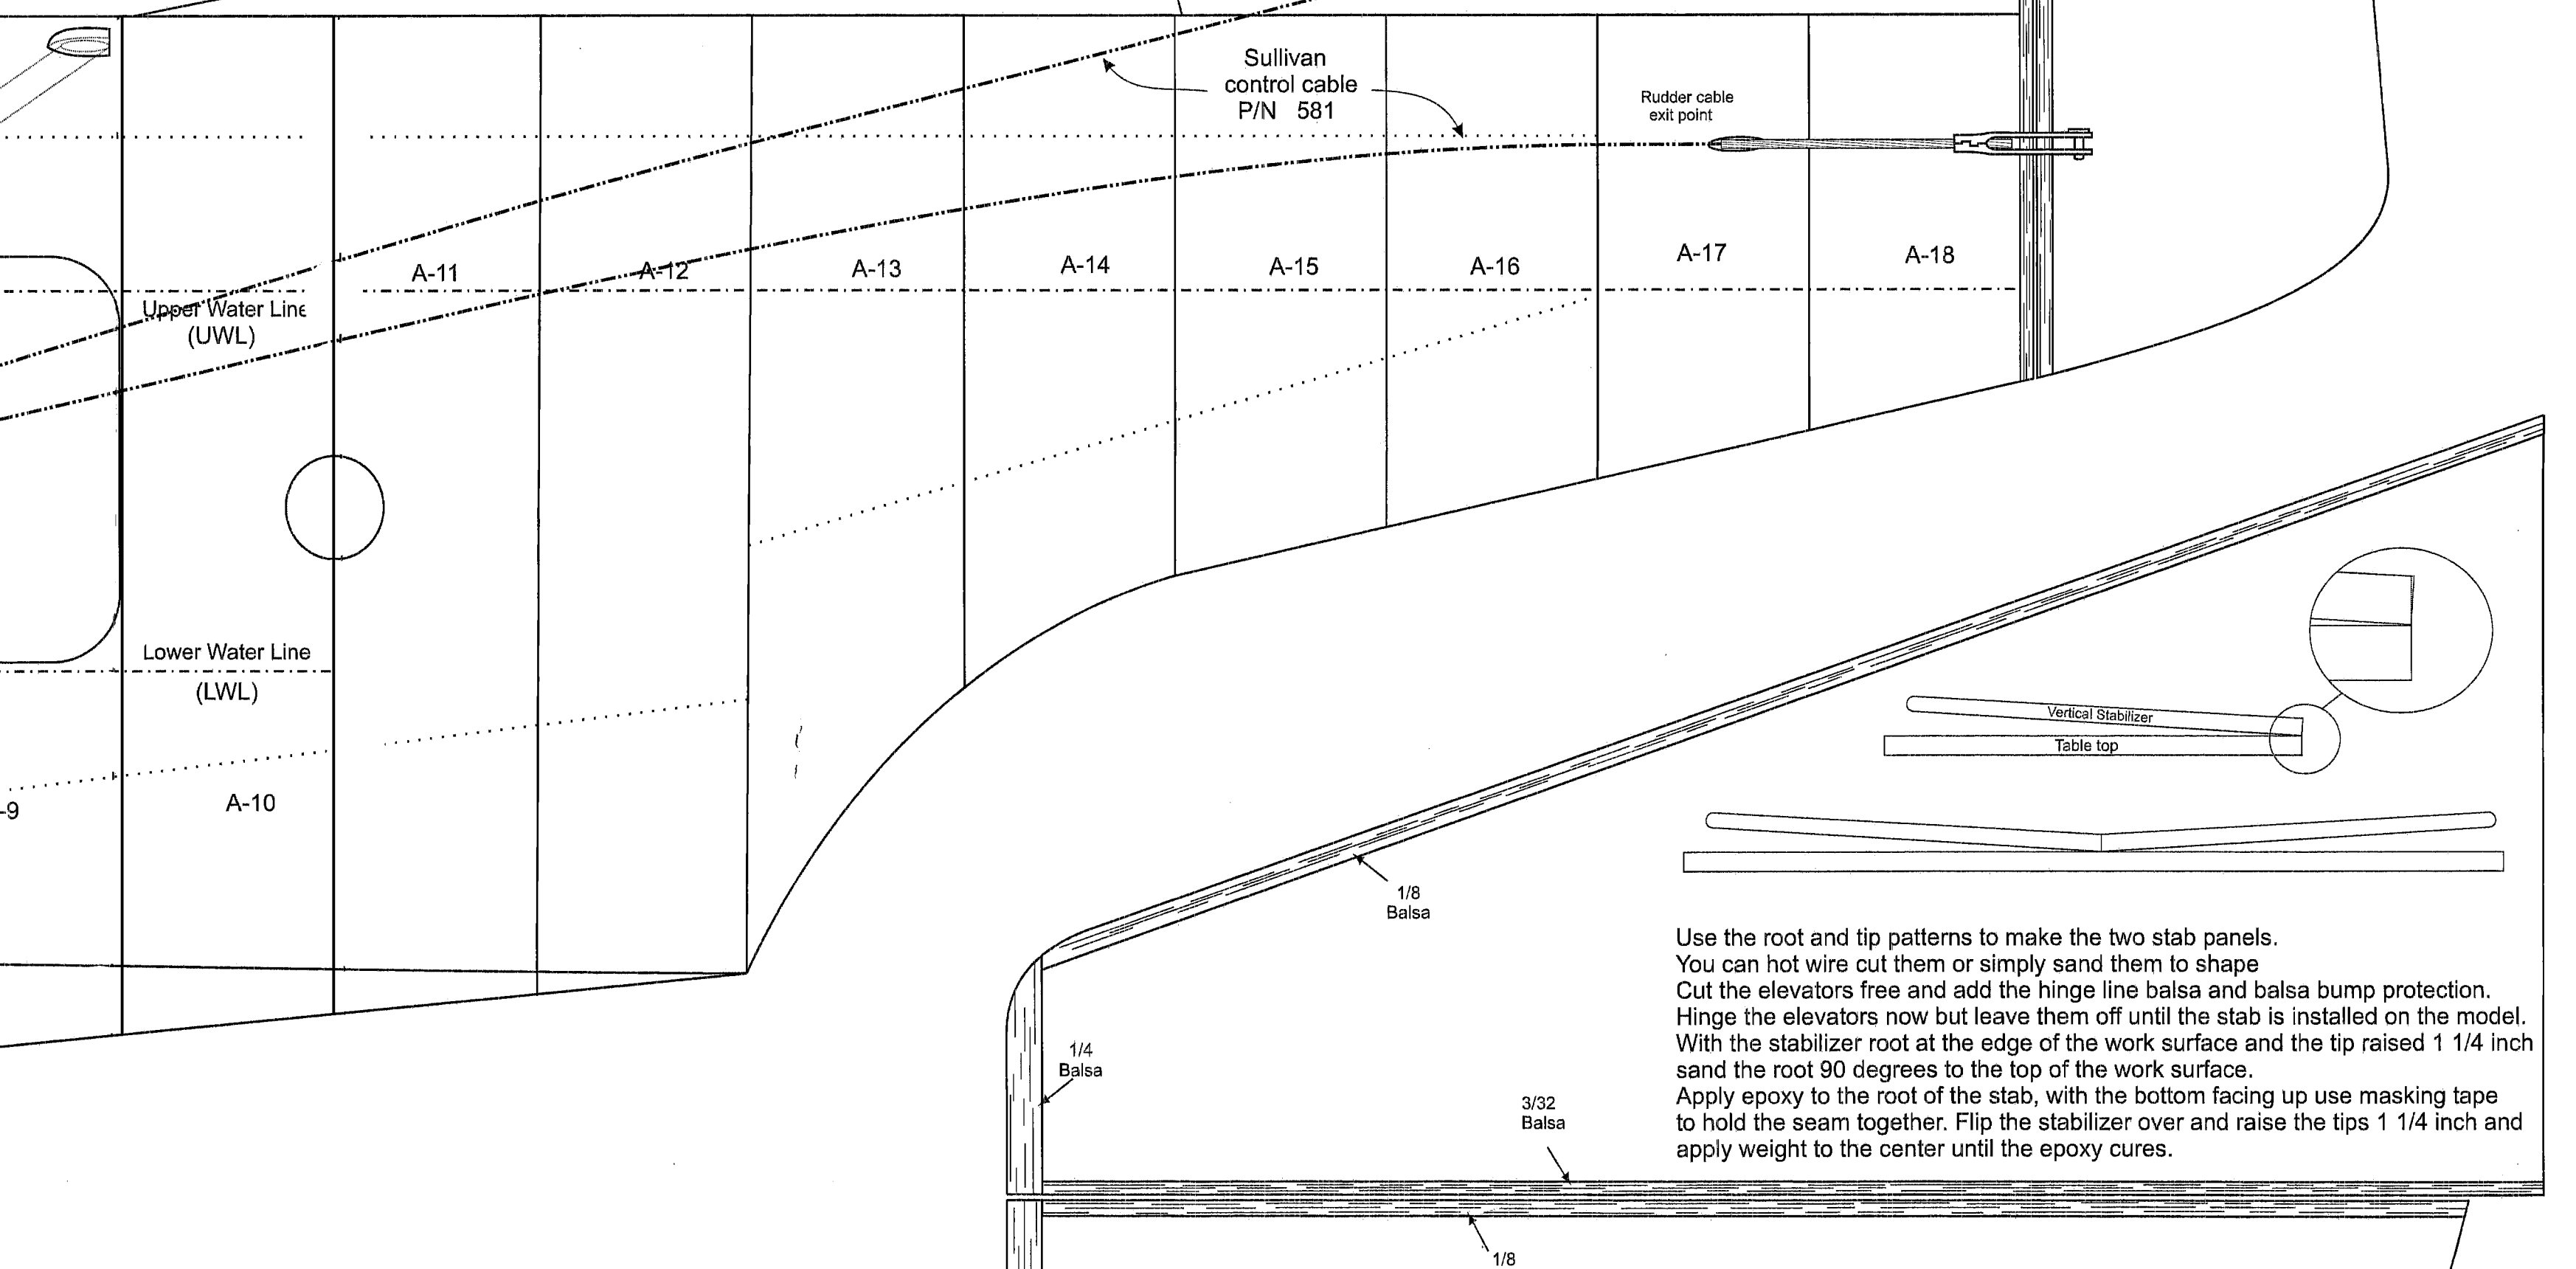 Sullivan
control cable
P/N 581
Rudder cable
exit point
A-11
A-12
A-13
A-14
A-15
A-16
A-17
A-18
Upper Water Line
(UWL)
Lower Water Line
(LWL)
-9
A-10
Vertical Stabilizer
Table top
1/8
Balsa
1/4
Balsa
3/32
Balsa
1/8
Use the root and tip patterns to make the two stab panels.
You can hot wire cut them or simply sand them to shape
Cut the elevators free and add the hinge line balsa and balsa bump protection.
Hinge the elevators now but leave them off until the stab is installed on the model.
With the stabilizer root at the edge of the work surface and the tip raised 1 1/4 inch
sand the root 90 degrees to the top of the work surface.
Apply epoxy to the root of the stab, with the bottom facing up use masking tape
to hold the seam together. Flip the stabilizer over and raise the tips 1 1/4 inch and
apply weight to the center until the epoxy cures.